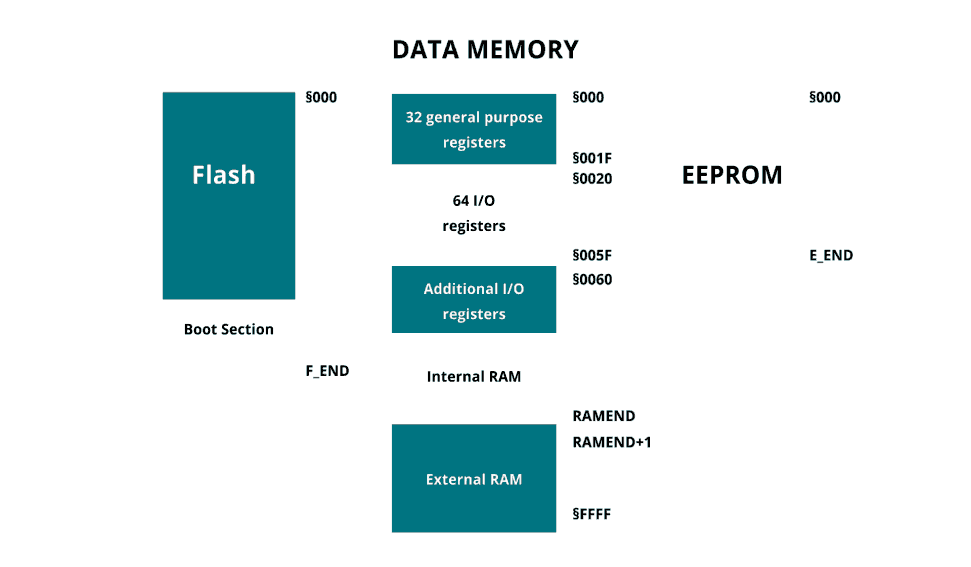 DATA MEMORY
§000
Flash
Boot Section
F_END
32 general purpose
registers
64 I/O
registers
Additional I/O
registers
Internal RAM
External RAM
§000
§001F
§0020
§005F
§0060
RAMEND
RAMEND+1
§FFFF
§000
EEPROM
E_END